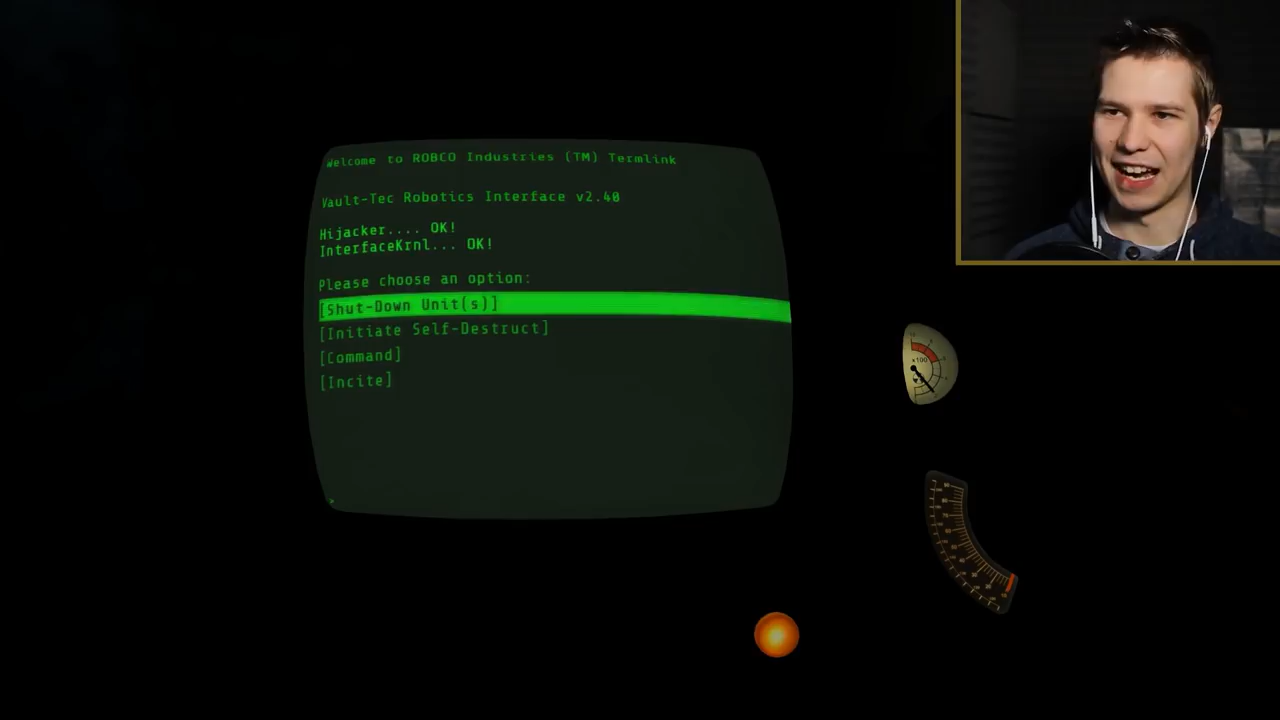 Welcome to ROBCO Industries (TM) Termlink
Vault-Tec Robotics Interface v2.40
Hijacker.... OK!
InterfaceKrnl... OK!
Please choose an option:
[Shut-Down Unit(s)]
[Initiate Self-Destruct]
[Command]
[Incite]
>
x100